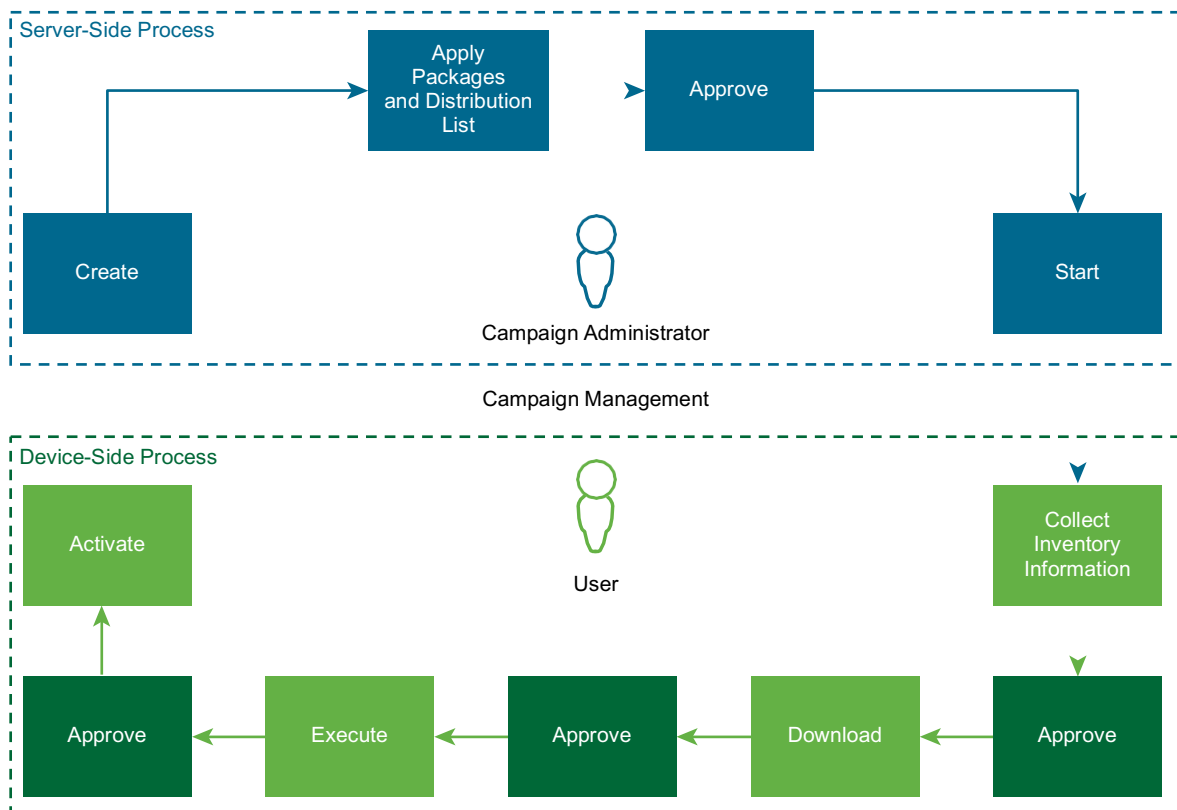 Server-Side Process
Apply
Packages
and Distribution
List
Approve
Create
Start
Campaign Administrator
Campaign Management
Device-Side Process
Activate
User
Collect
Inventory
Information
Approve
Execute
Approve
Download
Approve